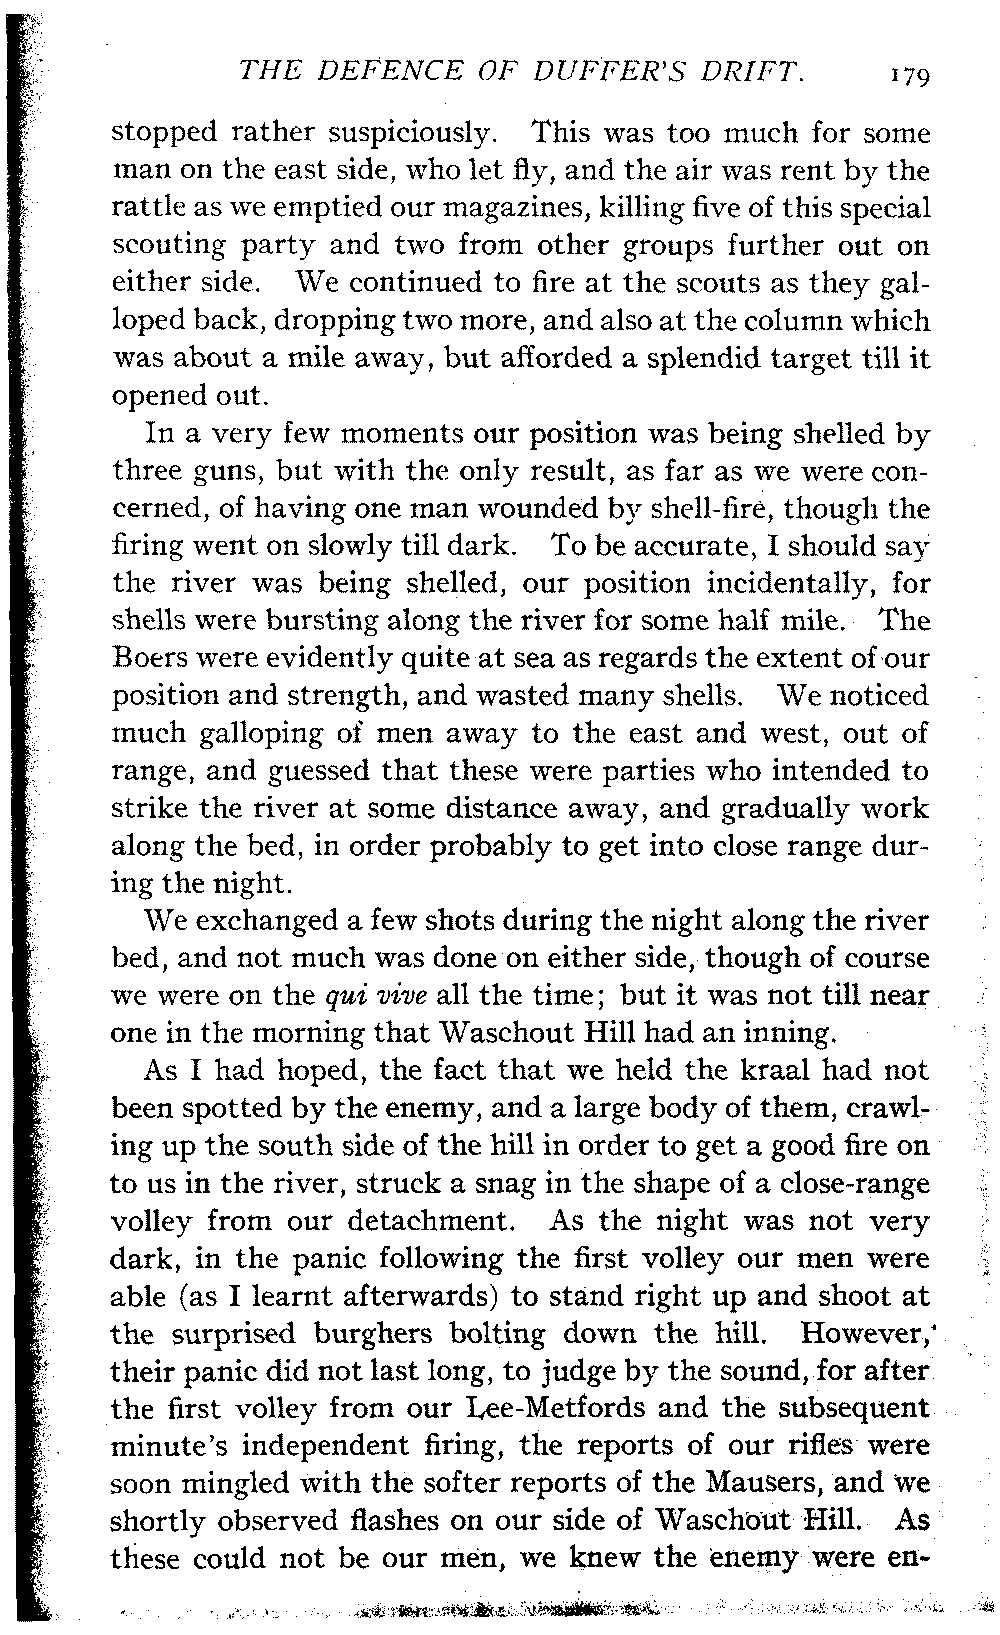 THE DEFENCE OF DUFFER'S DRIFT. 179
stopped rather suspiciously. This was too much for some
man on the east side, who let fly, and the air was rent by the
rattle as we emptied our magazines, killing five of this special
scouting party and two from other groups further out on
either side. We continued to fire at the scouts as they gal-
loped back, dropping two more, and also at the column which
was about a mile away, but afforded a splendid target till it
opened out.
In a very few moments our position was being shelled by
three guns, but with the only result, as far as we were con-
cerned, of having one man wounded by shell-fire, though the
firing went on slowly till dark. To be accurate, I should say
the river was being shelled, our position incidentally, for
shells were bursting along the river for some half mile. The
Boers were evidently quite at sea as regards the extent of our
position and strength, and wasted many shells. We noticed
much galloping of men away to the east and west, out of
range, and guessed that these were parties who intended to
strike the river at some distance away, and gradually work
along the bed, in order probably to get into close range dur-
ing the night.
We exchanged a few shots during the night along the river
bed, and not much was done on either side, though of course
we were on the qui vive all the time; but it was not till near
one in the morning that Waschout Hill had an inning.
As I had hoped, the fact that we held the kraal had not
been spotted by the enemy, and a large body of them, crawl-
ing up the south side of the hill in order to get a good fire on
to us in the river, struck a snag in the shape of a close-range
volley from our detachment. As the night was not very
dark, in the panic following the first volley our men were
able (as I learnt afterwards) to stand right up and shoot at
the surprised burghers bolting down the hill. However,
their panic did not last long, to judge by the sound, for after
the first volley from our Lee-Metfords and the subsequent
minute's independent firing, the reports of our rifles were
soon mingled with the softer reports of the Mausers, and we
shortly observed flashes on our side of Waschout Hill. As
these could not be our men, we knew the enemy were en-